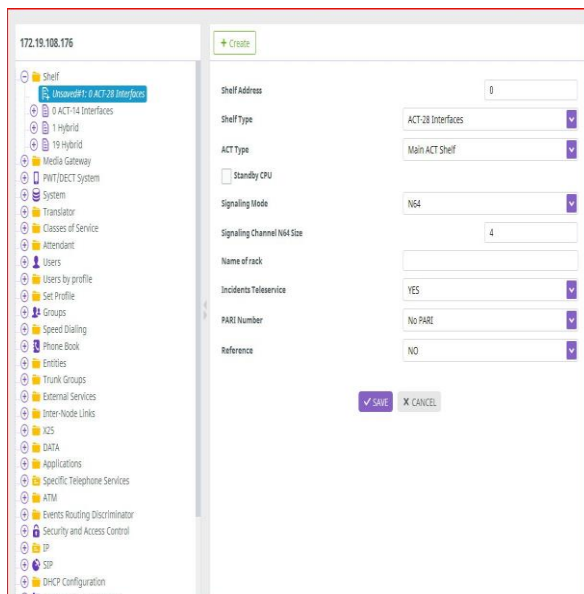 172.19.108.176
Shelf
Unsaved#1: 0 ACT-28 Interfaces
0 ACT-14 Interfaces
1 Hybrid
19 Hybrid
Media Gateway
PWT/DECT System
System
Translator
Classes of Service
Attendant
Users
Users by profile
Set Profile
Groups
Speed Dialing
Phone Book
Entities
Trunk Groups
External Services
Inter-Node Links
X25
DATA
Applications
Specific Telephone Services
ATM
Events Routing Discriminator
Security and Access Control
IP
SIP
DHCP Configuration
+ Create
Shelf Address 0
Shelf Type ACT-28 Interfaces
ACT Type Main ACT Shelf
Standby CPU
Signaling Mode N64
Signaling Channel N64 Size 4
Name of rack
Incidents Teleservice YES
PARI Number No PARI
Reference NO
✓ SAVE X CANCEL